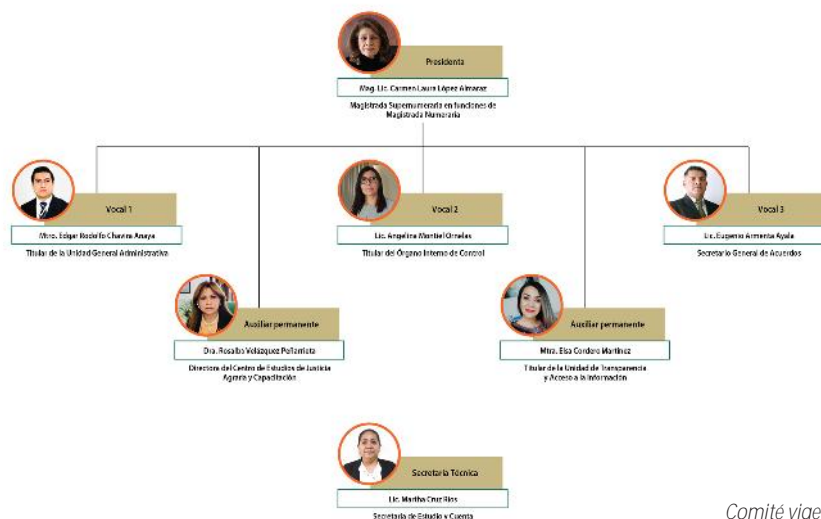 Presidenta
Mag. Lic. Carmen Laura López Almaraz
Magistrada Supernumeraria en funciones de
Magistrada Numeraria
Vocal 1
Mtro. Edgar Rodolfo Chavira Anaya
Titular de la Unidad General Administrativa
Vocal 2
Lic. Angelina Montiel Ornelas
Titular del Órgano Interno de Control
Vocal 3
Lic. Eugenio Armenta Ayala
Secretario General de Acuerdos
Auxiliar permanente
Dra. Rosalba Velázquez Peñarrieta
Directora del Centro de Estudios de Justicia
Agraria y Capacitación
Auxiliar permanente
Mtra. Elsa Cordero Martínez
Titular de la Unidad de Transparencia
y Acceso a la Información
Secretaria Técnica
Lic. Martha Cruz Ríos
Secretaria de Estudio y Cuenta
Comité vige